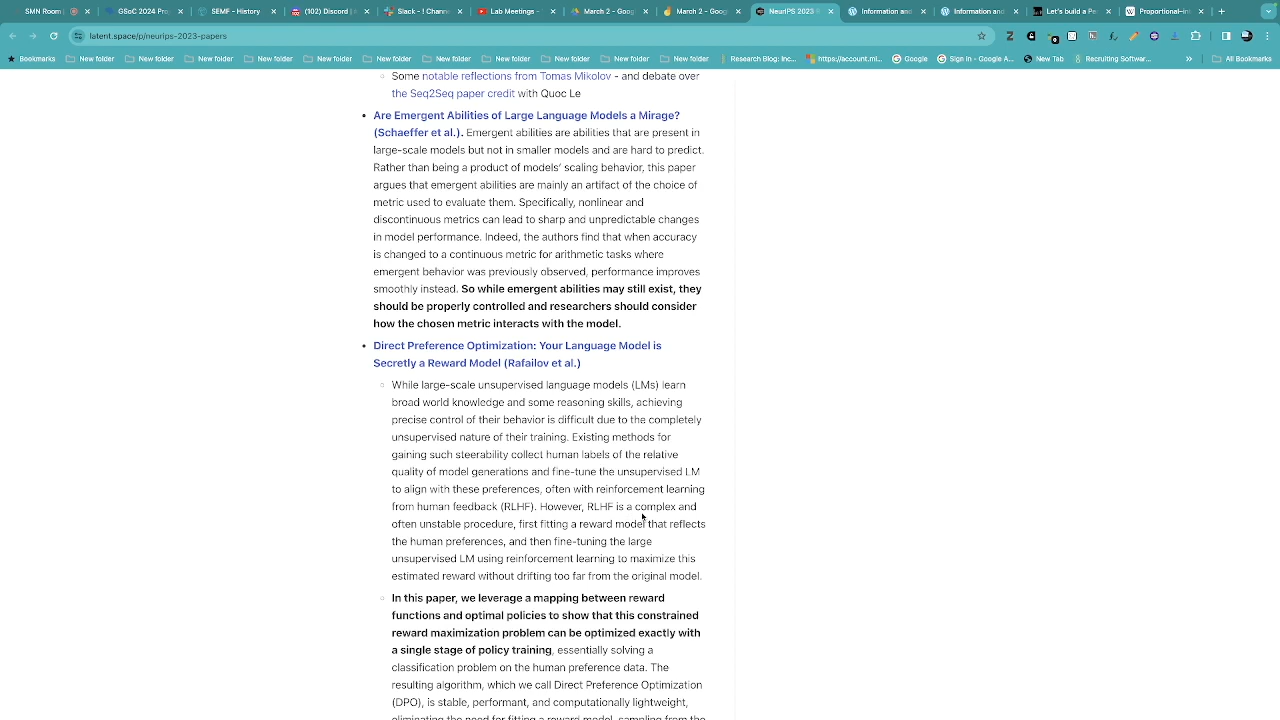 SMN Room |
GSoC 2024 Pro
SEMF - History
(102) Discord |
Slack - ! Chann
Lab Meetings -
March 2 - Googl
March 2 - Goog
NeurIPS 2023 R
Information and
Information and
Let's build a Pe
Proportional–int
latent.space/p/neurips-2023-papers
Bookmarks
New folder
New folder
New folder
New folder
New folder
New folder
New folder
New folder
New folder
New folder
New folder
Research Blog: Inc...
https://account.mi...
Google
Sign in - Google A...
New Tab
Recruiting Softwar...
»
All Bookmarks
Some notable reflections from Tomas Mikolov - and debate over
the Seq2Seq paper credit with Quoc Le
Are Emergent Abilities of Large Language Models a Mirage?
(Schaeffer et al.). Emergent abilities are abilities that are present in
large-scale models but not in smaller models and are hard to predict.
Rather than being a product of models' scaling behavior, this paper
argues that emergent abilities are mainly an artifact of the choice of
metric used to evaluate them. Specifically, nonlinear and
discontinuous metrics can lead to sharp and unpredictable changes
in model performance. Indeed, the authors find that when accuracy
is changed to a continuous metric for arithmetic tasks where
emergent behavior was previously observed, performance improves
smoothly instead. So while emergent abilities may still exist, they
should be properly controlled and researchers should consider
how the chosen metric interacts with the model.
Direct Preference Optimization: Your Language Model is
Secretly a Reward Model (Rafailov et al.)
While large-scale unsupervised language models (LMs) learn
broad world knowledge and some reasoning skills, achieving
precise control of their behavior is difficult due to the completely
unsupervised nature of their training. Existing methods for
gaining such steerability collect human labels of the relative
quality of model generations and fine-tune the unsupervised LM
to align with these preferences, often with reinforcement learning
from human feedback (RLHF). However, RLHF is a complex and
often unstable procedure, first fitting a reward model that reflects
the human preferences, and then fine-tuning the large
unsupervised LM using reinforcement learning to maximize this
estimated reward without drifting too far from the original model.
In this paper, we leverage a mapping between reward
functions and optimal policies to show that this constrained
reward maximization problem can be optimized exactly with
a single stage of policy training, essentially solving a
classification problem on the human preference data. The
resulting algorithm, which we call Direct Preference Optimization
(DPO), is stable, performant, and computationally lightweight,
eliminating the need for fitting a reward model, sampling from the